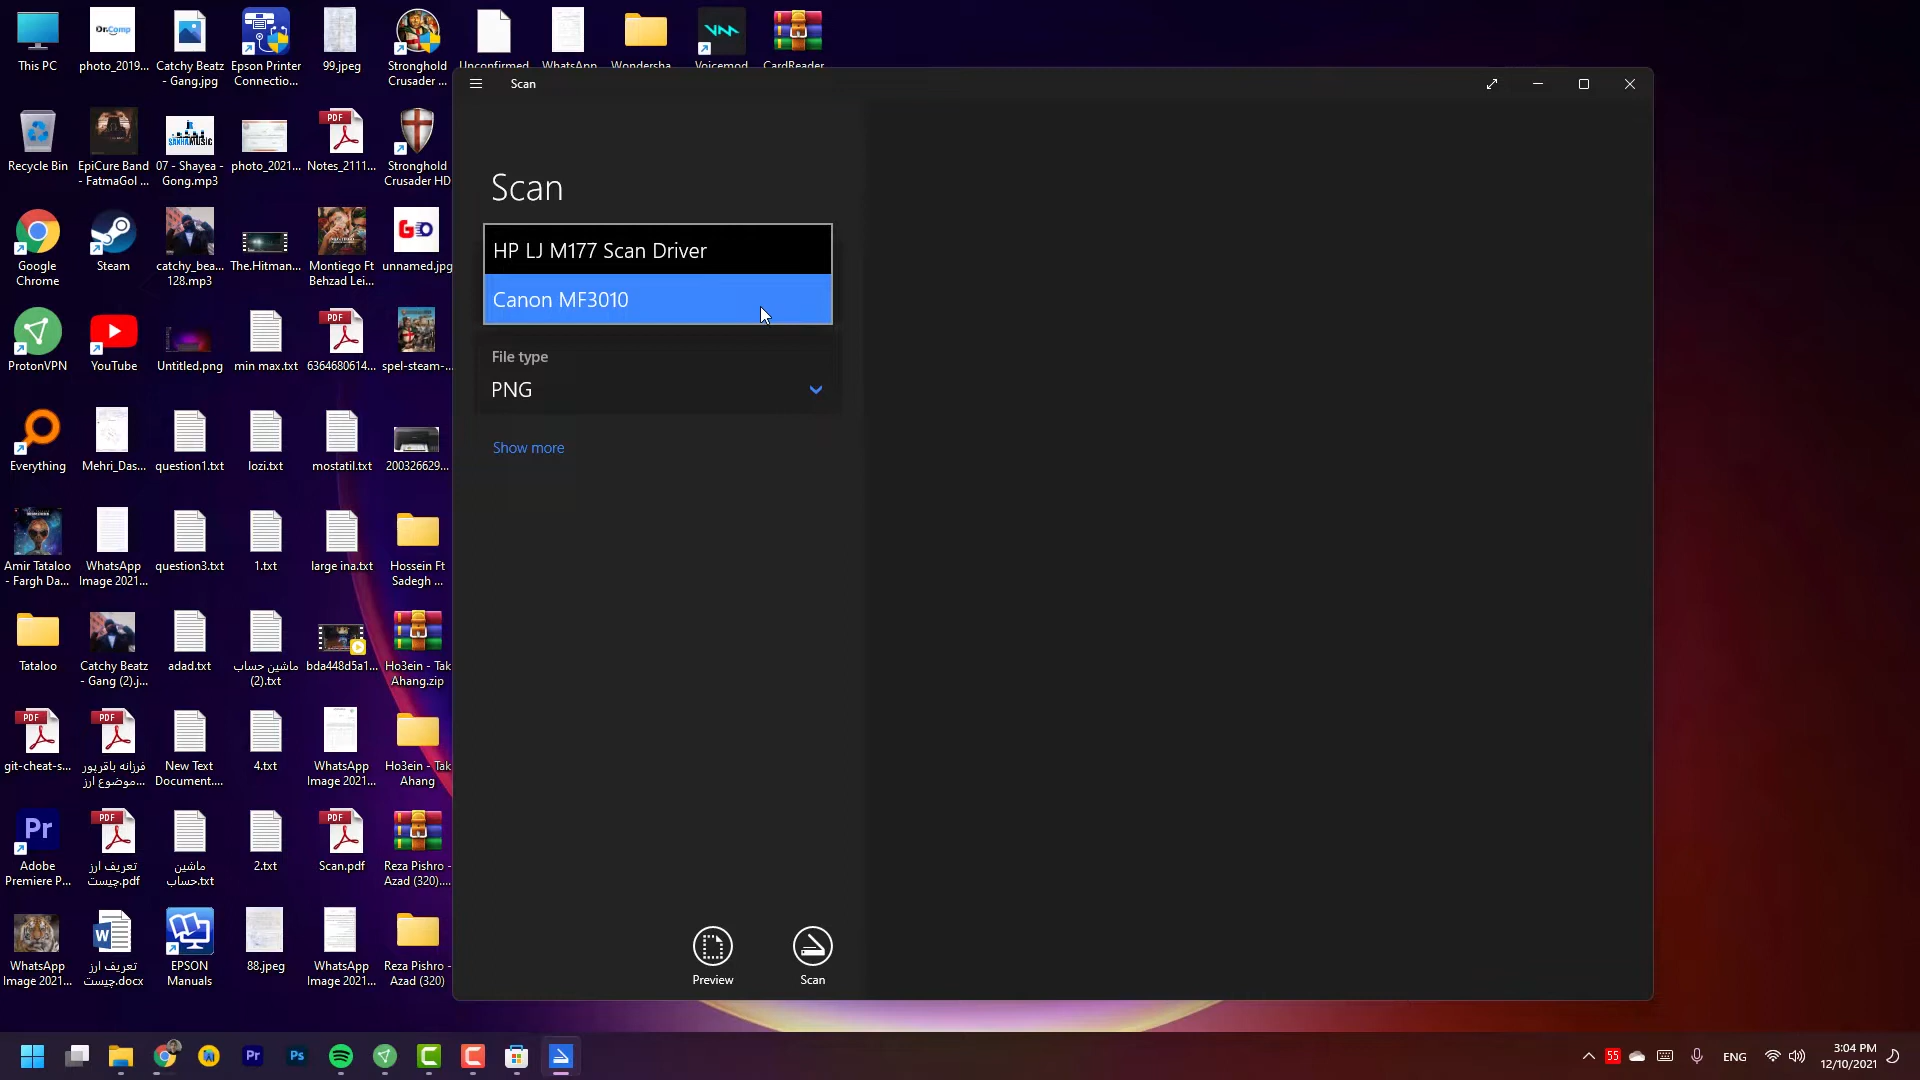 This PC
photo_2019...
Catchy Beatz
- Gang.jpg
Epson Printer
Connectio...
99.jpeg
Stronghold
Crusader ...
Unconfirmed
WhatsApp
Wondersha
Voicemod
CardReader
Scan
Recycle Bin
EpiCure Band
- FatmaGol ...
07 - Shayea -
Gong.mp3
photo_2021...
Notes_2111...
Stronghold
Crusader HD
Scan
HP LJ M177 Scan Driver
Canon MF3010
File type
PNG
Show more
Google
Chrome
Steam
catchy_bea...
128.mp3
The.Hitman...
Montiego Ft
Behzad Lei...
unnamed.jpg
ProtonVPN
YouTube
Untitled.png
min max.txt
6364680614...
spel-steam-...
Everything
Mehri_Das...
question1.txt
lozi.txt
mostatil.txt
200326629...
Amir Tataloo
- Fargh Da...
WhatsApp
Image 2021...
question3.txt
1.txt
large ina.txt
Hossein Ft
Sadegh ...
Tataloo
Catchy Beatz
- Gang (2).j...
adad.txt
ماشین حساب
(2).txt
bda448d5a1...
Ho3ein - Tak
Ahang.zip
git-cheat-s...
فرزانه باقرپور
موضوع ارز...
New Text
Document....
4.txt
WhatsApp
Image 2021...
Ho3ein - Tak
Ahang
Adobe
Premiere P...
تعریف ارز
چیست.pdf
ماشین
حساب.txt
2.txt
Scan.pdf
Reza Pishro -
Azad (320)....
WhatsApp
Image 2021...
تعریف ارز
چیست.docx
EPSON
Manuals
88.jpeg
WhatsApp
Image 2021...
Reza Pishro -
Azad (320)
Preview
Scan
55
ENG
3:04 PM
12/10/2021